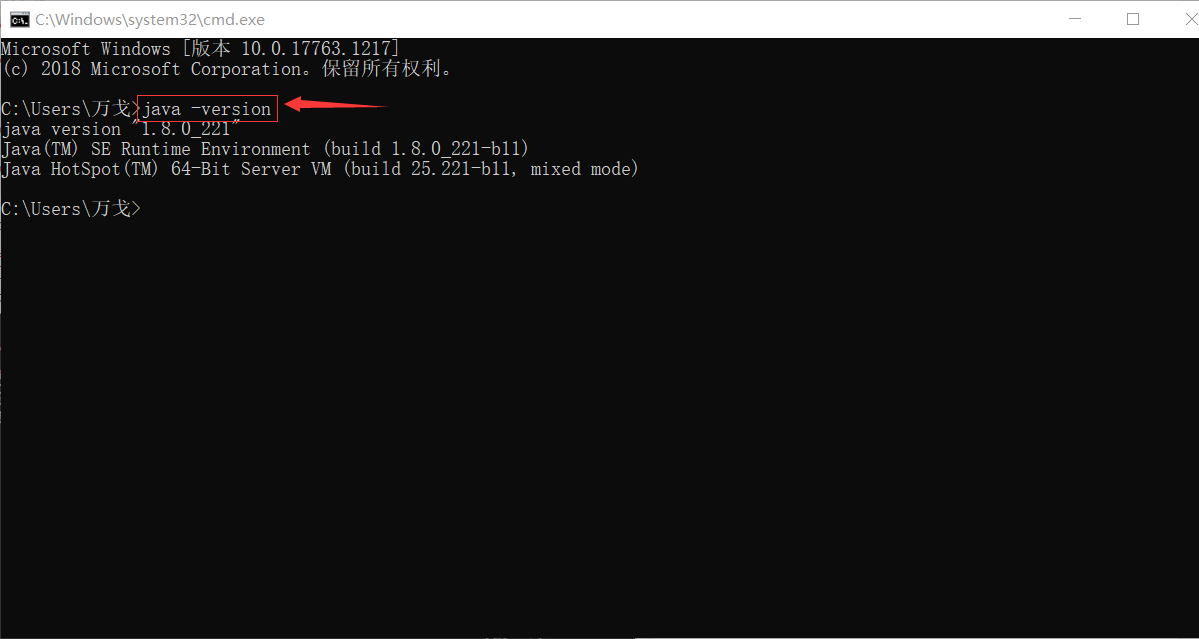 C:\Windows\system32\cmd.exe
Microsoft Windows [版本 10.0.17763.1217]
(c) 2018 Microsoft Corporation。保留所有权利。
C:\Users\万戈>java -version
java version "1.8.0_221"
Java(TM) SE Runtime Environment (build 1.8.0_221-b11)
Java HotSpot(TM) 64-Bit Server VM (build 25.221-b11, mixed mode)
C:\Users\万戈>